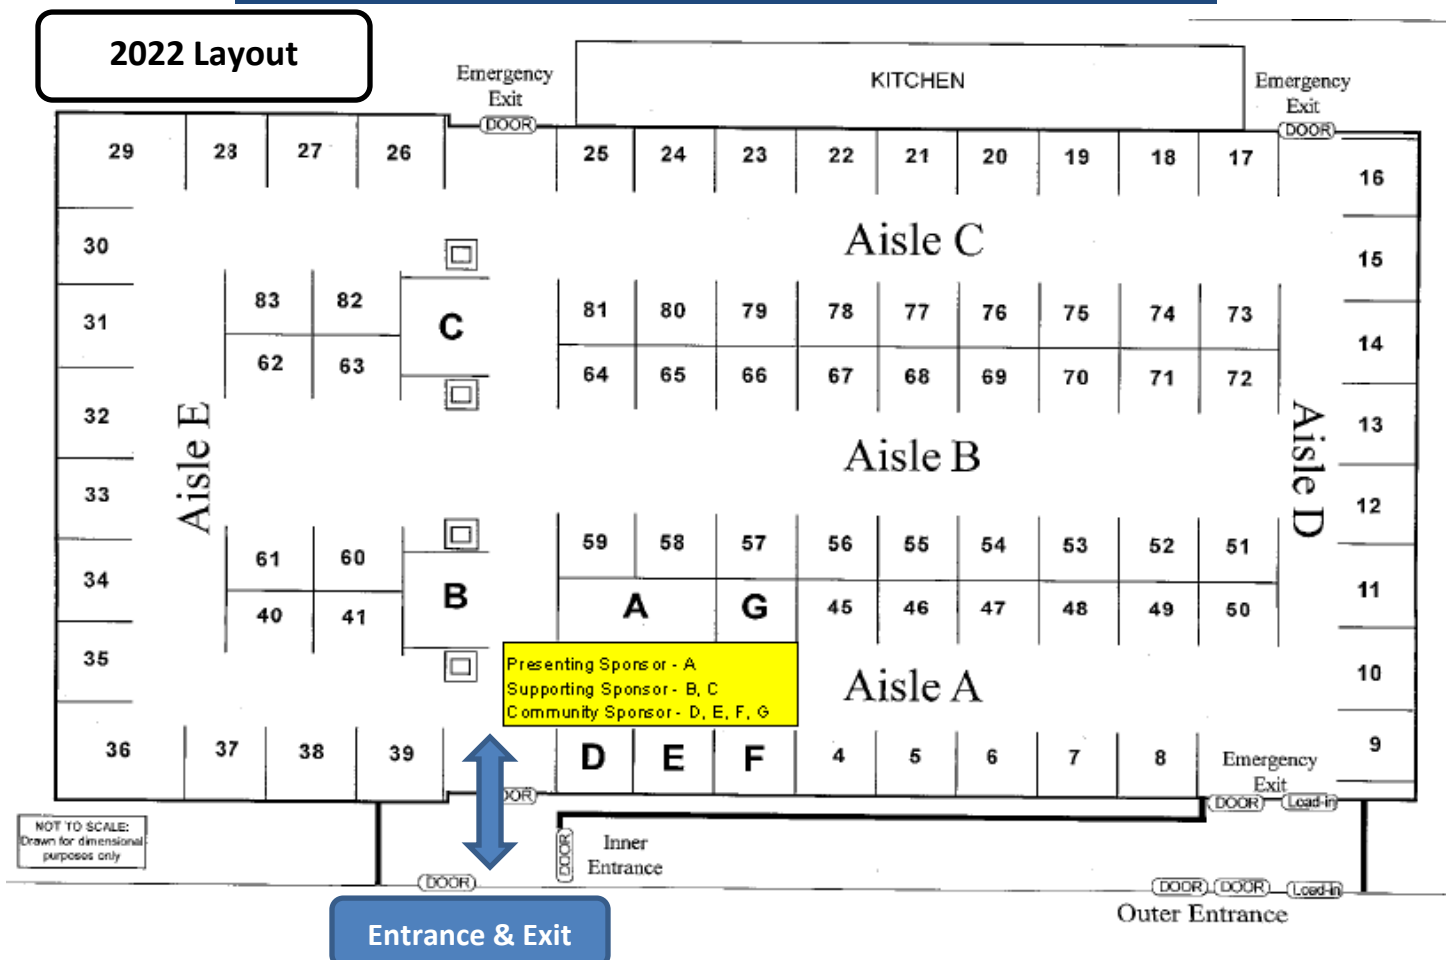 2022 Layout
Emergency
Exit
DOOR
KITCHEN
Emergency
Exit
DOOR
29 28 27 26 25 24 23 22 21 20 19 18 17
16
Aisle C
30
15
83 82 81 80 79 78 77 76 75 74 73
31
C
14
62 63 64 65 66 67 68 69 70 71 72
32
13
Aisle E
Aisle B
Aisle D
33
12
61 60 59 58 57 56 55 54 53 52 51
34
11
40 41 B A G 45 46 47 48 49 50
35
Presenting Sponsor - A
Supporting Sponsor - B, C
Community Sponsor - D, E, F, G
Aisle A
10
36 37 38 39 D E F 4 5 6 7 8
9
Emergency
Exit
DOOR
DOOR
Load-in
NOT TO SCALE:
Drawn for dimensional
purposes only
DOOR
Inner
Entrance
DOOR
DOOR
DOOR
Load-in
Outer Entrance
Entrance & Exit